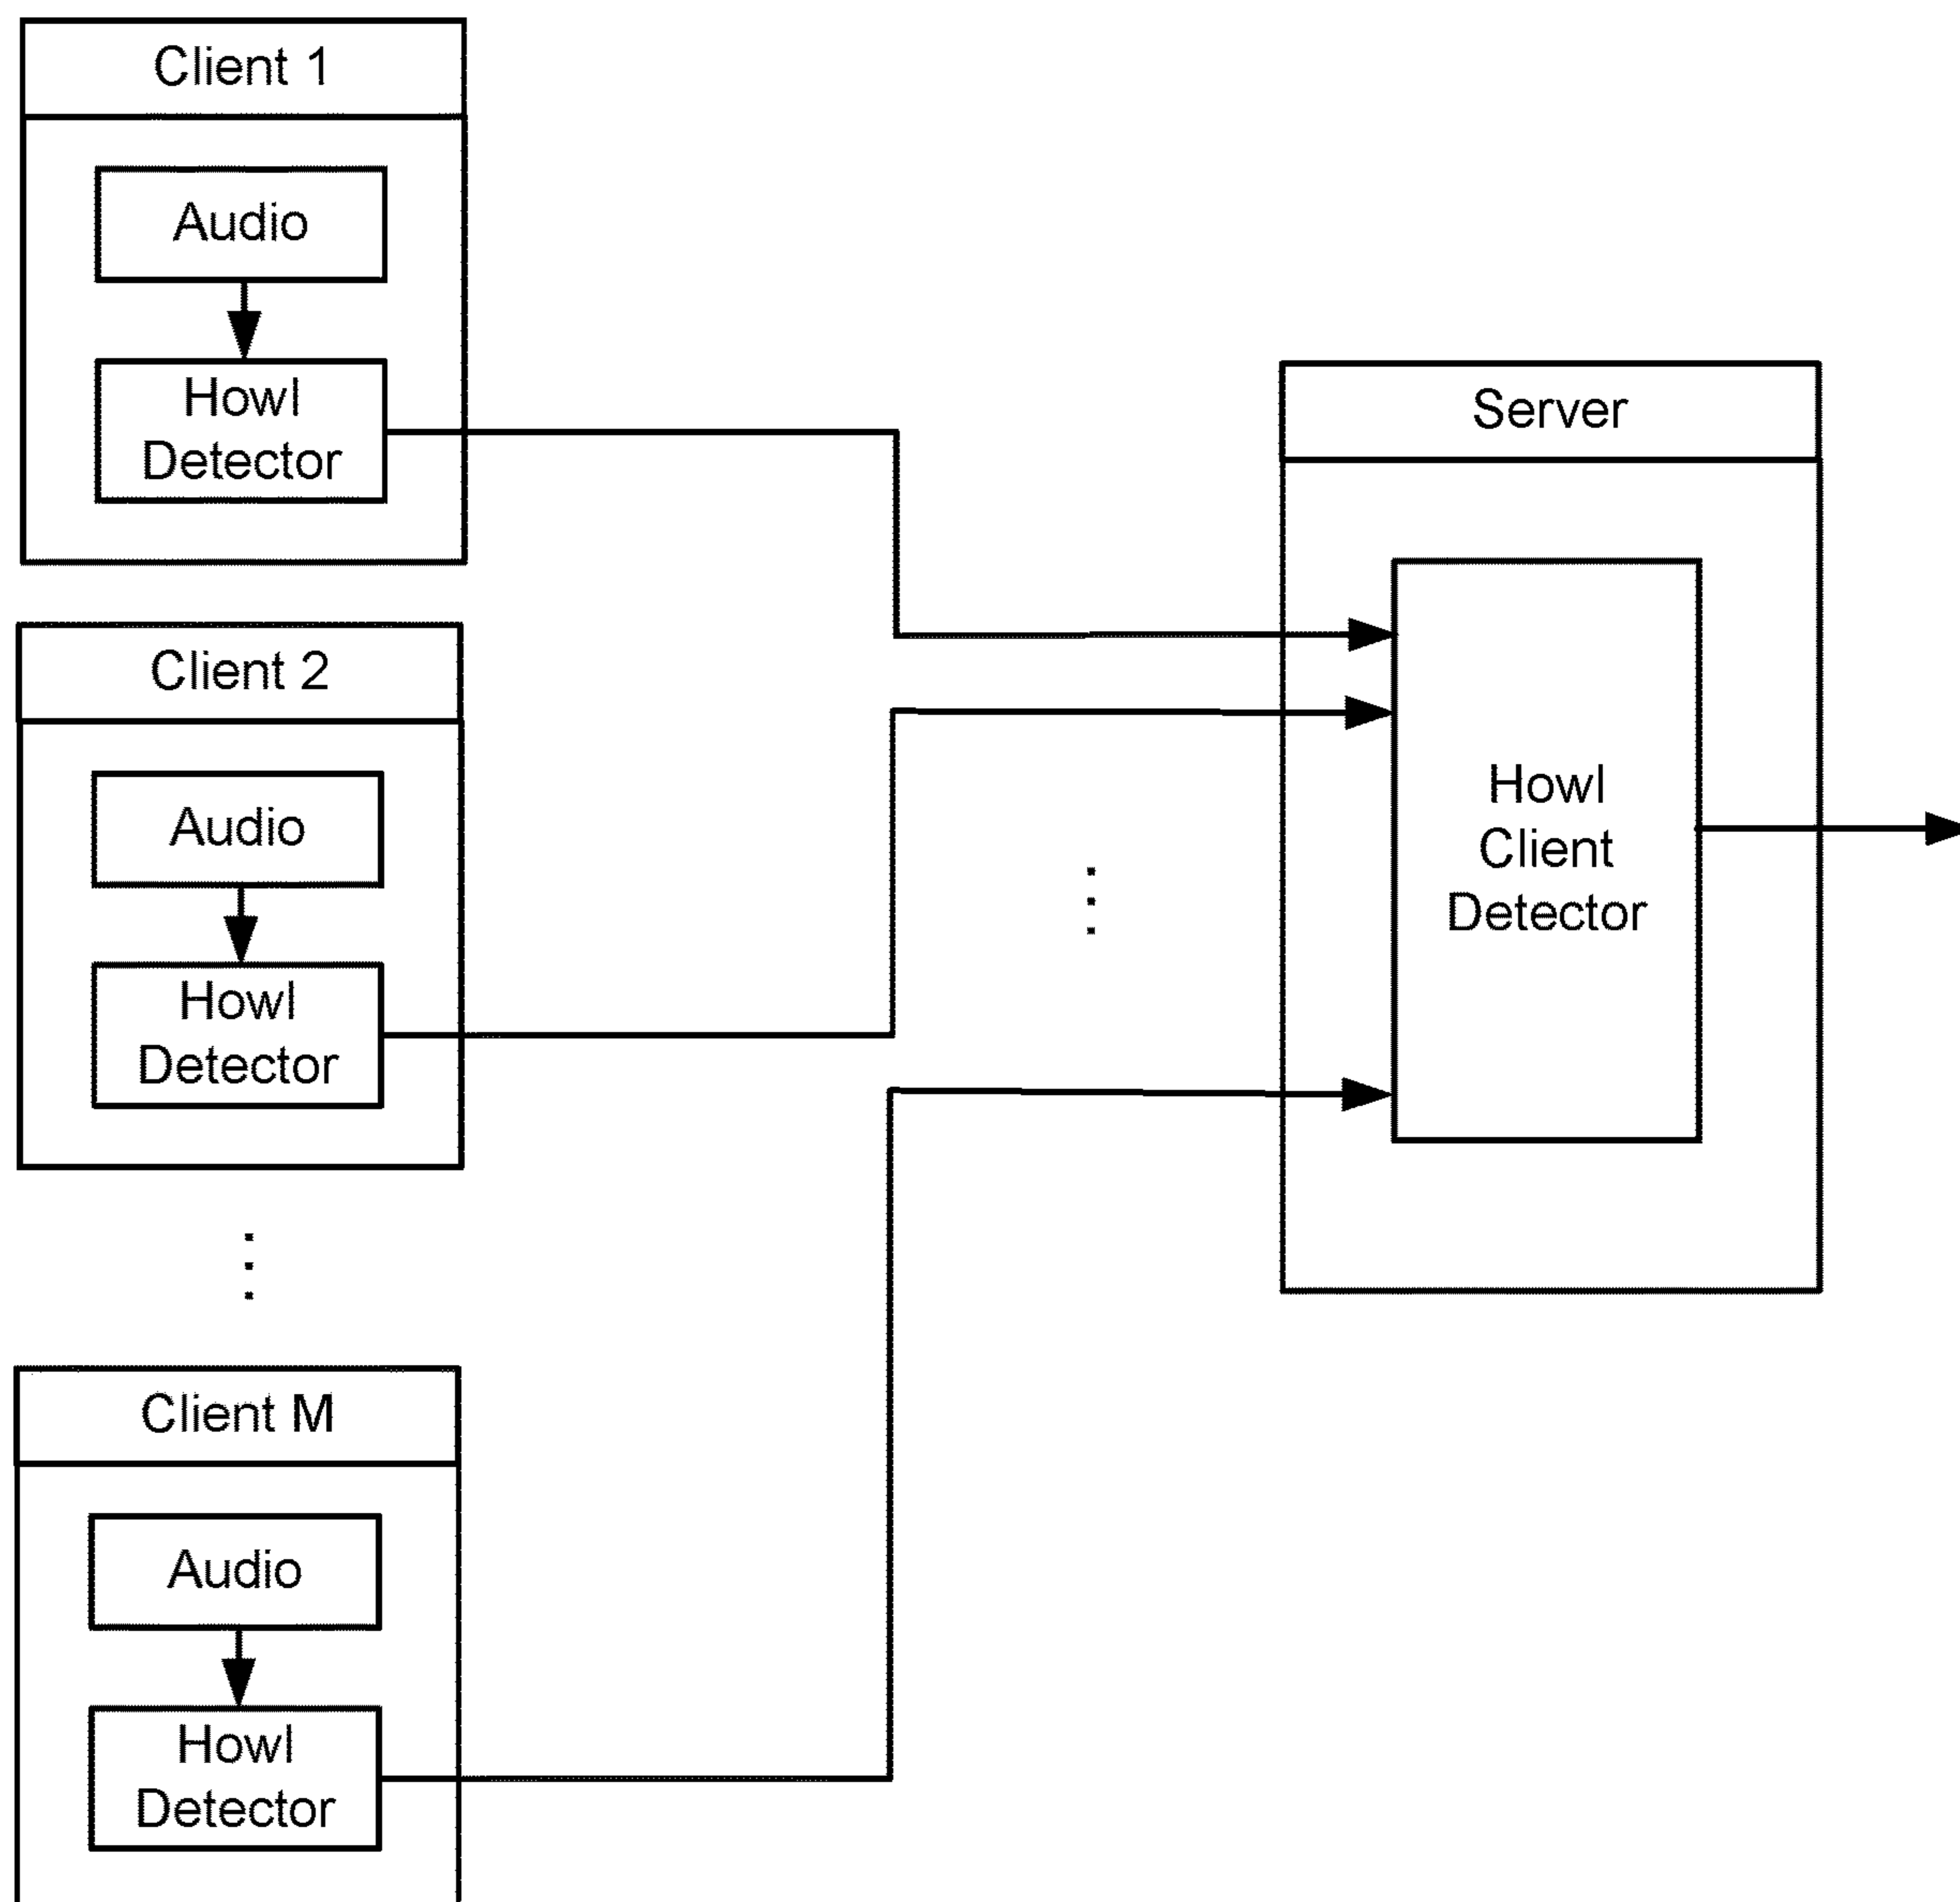 Client 1
Audio
Howl
Detector
Client 2
Audio
Howl
Detector
Client M
Audio
Howl
Detector
Server
Howl
Client
Detector